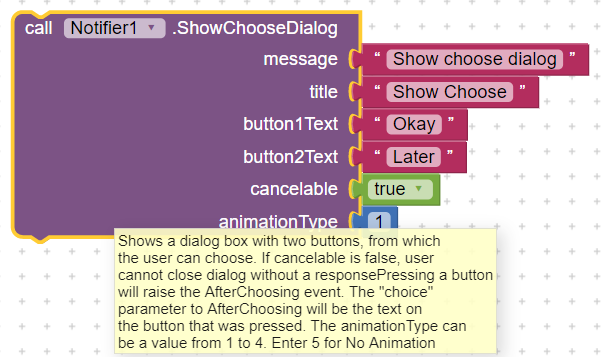 call Notifier1 .ShowChooseDialog
message " Show choose dialog "
title " Show Choose "
button1Text " Okay "
button2Text " Later "
cancelable true
animationType 1
Shows a dialog box with two buttons, from which
the user can choose. If cancelable is false, user
cannot close dialog without a responsePressing a button
will raise the AfterChoosing event. The "choice"
parameter to AfterChoosing will be the text on
the button that was pressed. The animationType can
be a value from 1 to 4. Enter 5 for No Animation